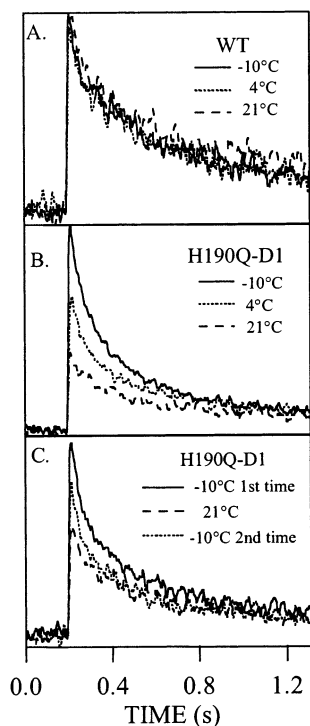 A.
WT
-10°C
4°C
21°C
B.
H190Q-D1
-10°C
4°C
21°C
C.
H190Q-D1
-10°C 1st time
21°C
-10°C 2nd time
0.0 0.4 0.8 1.2
TIME (s)